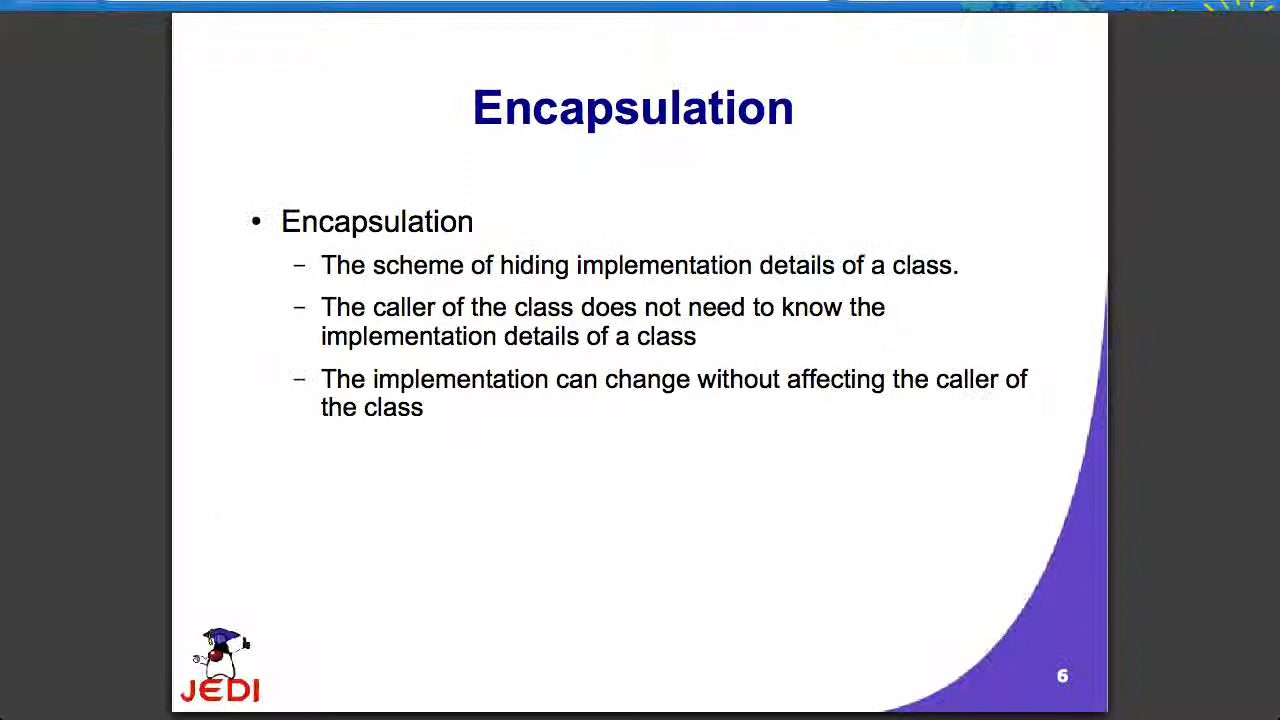 Encapsulation
• Encapsulation
– The scheme of hiding implementation details of a class.
– The caller of the class does not need to know the
implementation details of a class
– The implementation can change without affecting the caller of
the class
JEDI
6